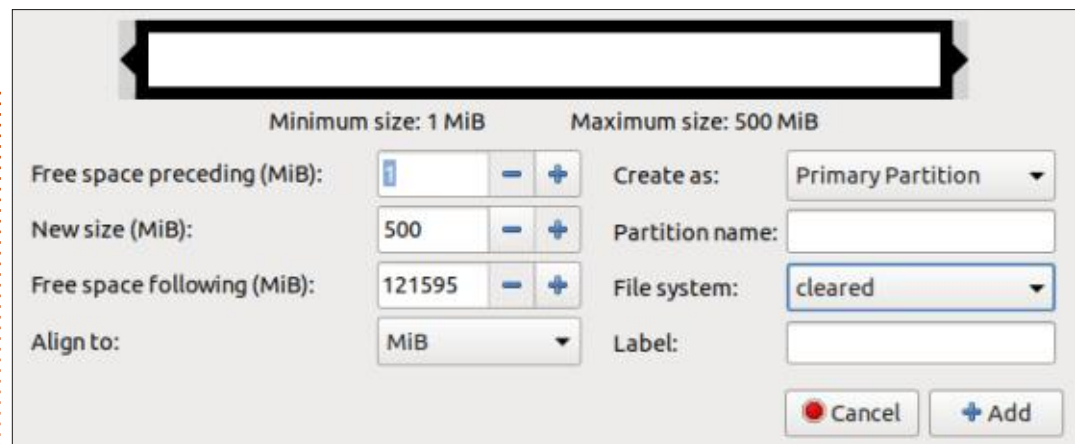 Minimum size: 1 MiB Maximum size: 500 MiB
Free space preceding (MiB): 1 Create as: Primary Partition
New size (MiB): 500 Partition name:
Free space following (MiB): 121595 File system: cleared
Align to: MiB Label:
Cancel Add